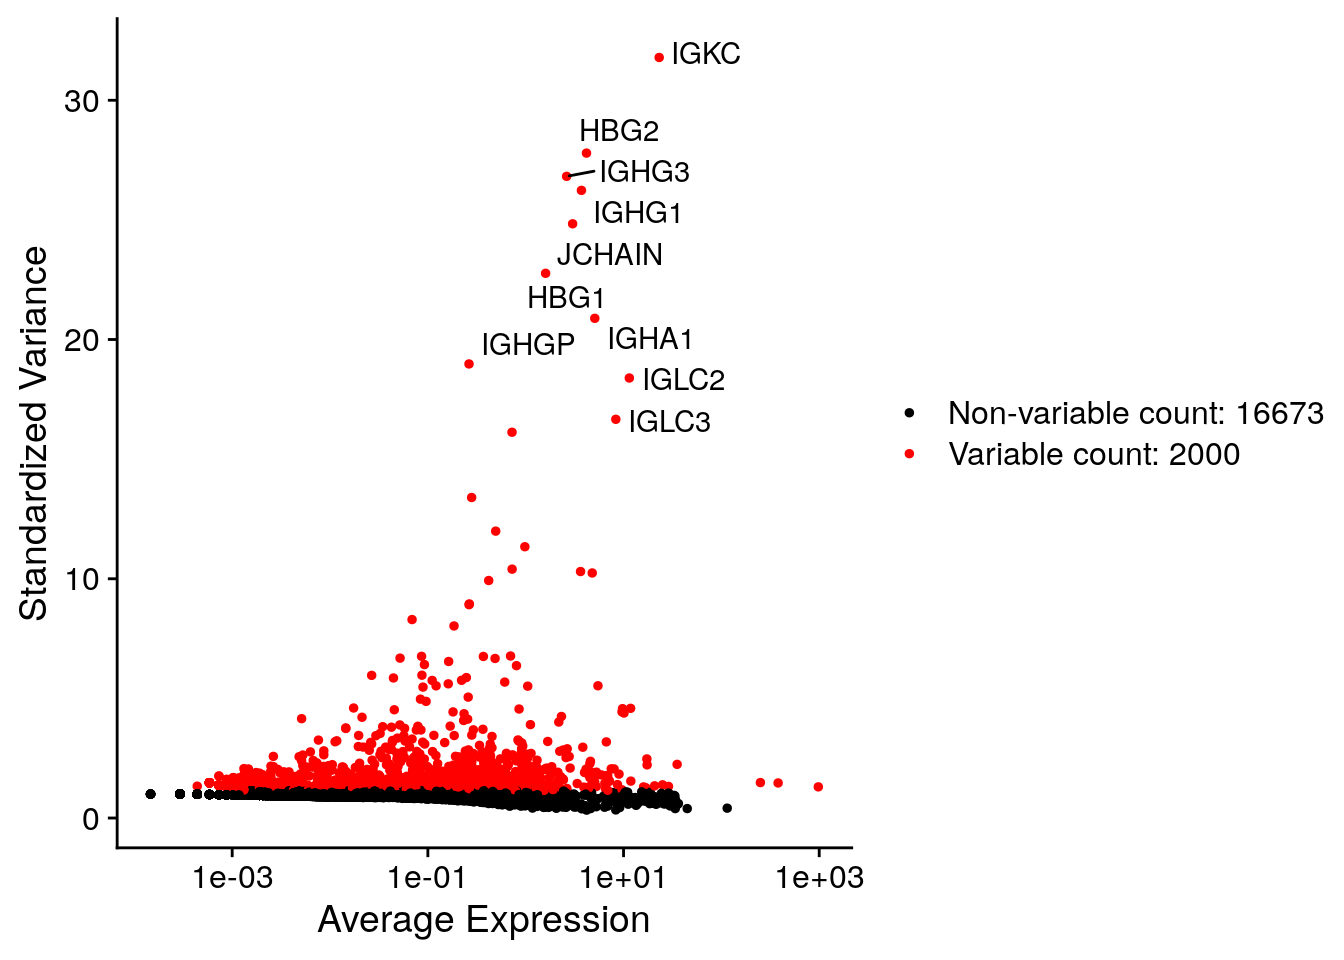 IGKC
30
HBG2
IGHG3
IGHG1
JCHAIN
HBG1
IGHA1
IGHGP
20
IGLC2
IGLC3
Non-variable count: 16673
Variable count: 2000
Standardized Variance
10
0
1e-03 1e-01 1e+01 1e+03
Average Expression